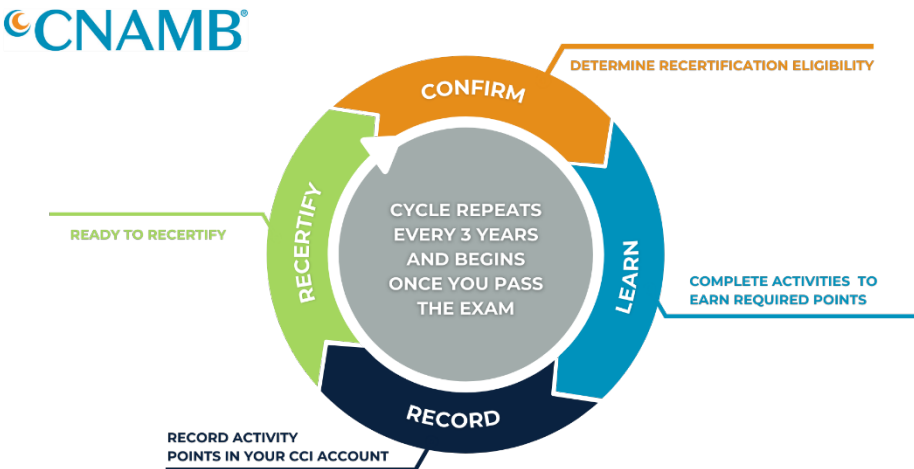 CNAMB®
CONFIRM
DETERMINE RECERTIFICATION ELIGIBILITY
LEARN
COMPLETE ACTIVITIES TO
EARN REQUIRED POINTS
RECORD
RECORD ACTIVITY
POINTS IN YOUR CCI ACCOUNT
RECERTIFY
READY TO RECERTIFY
CYCLE REPEATS
EVERY 3 YEARS
AND BEGINS
ONCE YOU PASS
THE EXAM